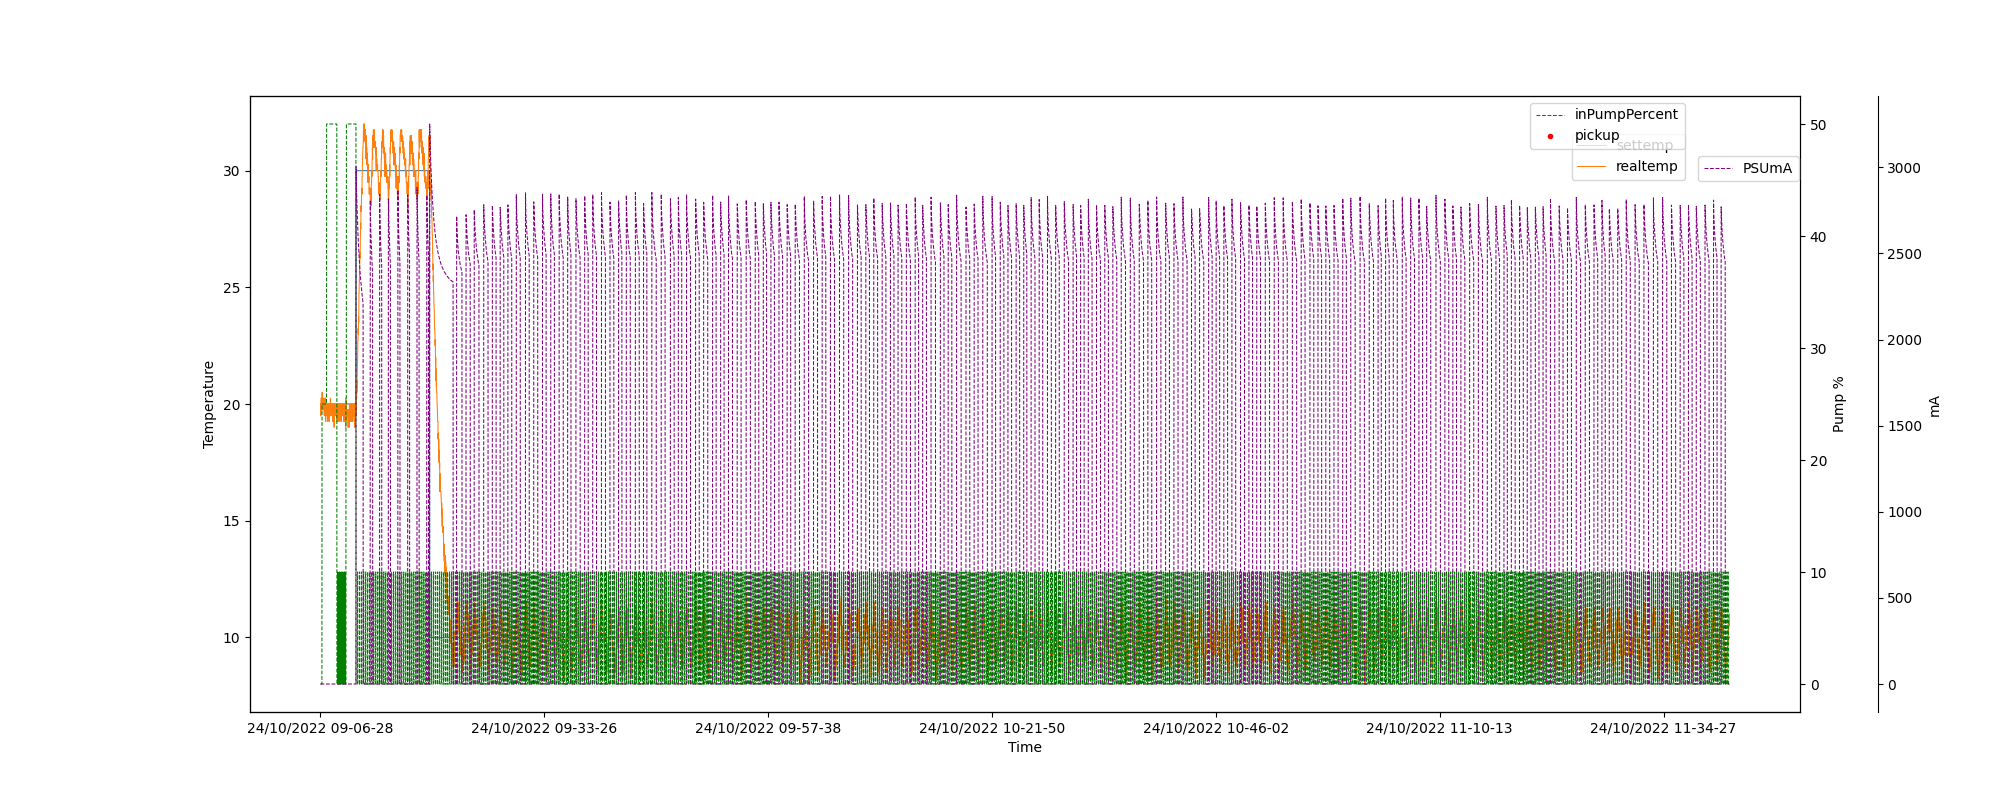 inPumpPercent
pickup
settemp
realtemp
PSUmA
30
25
20
15
10
Temperature
50
40
30
20
10
0
Pump %
3000
2500
2000
1500
1000
500
0
mA
24/10/2022 09-06-28
24/10/2022 09-33-26
24/10/2022 09-57-38
24/10/2022 10-21-50
24/10/2022 10-46-02
24/10/2022 11-10-13
24/10/2022 11-34-27
Time